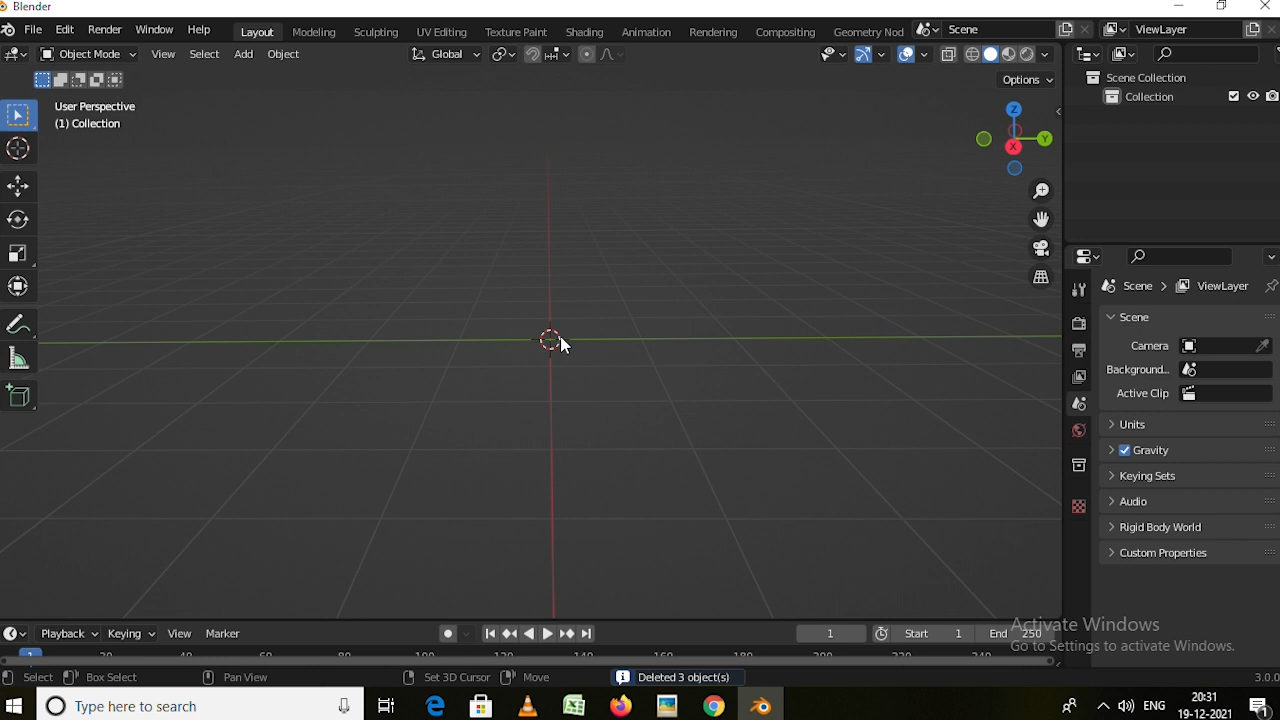 Blender
File Edit Render Window Help Layout Modeling Sculpting UV Editing Texture Paint Shading Animation Rendering Compositing Geometry Nod Scene ViewLayer
Object Mode View Select Add Object Global
Options
User Perspective
(1) Collection
Z
Y
X
Scene Collection
Collection
Scene > ViewLayer
Scene
Camera
Background...
Active Clip
Units
Gravity
Keying Sets
Audio
Rigid Body World
Custom Properties
Playback Keying View Marker 1 Start 1 End 250
1 20 40 60 80 100 120 140 160 180 200 220 240
Activate Windows
Go to Settings to activate Windows.
Select Box Select Pan View Set 3D Cursor Move Deleted 3 object(s) 3.0.0
Type here to search
ENG
20:31
19-12-2021
1